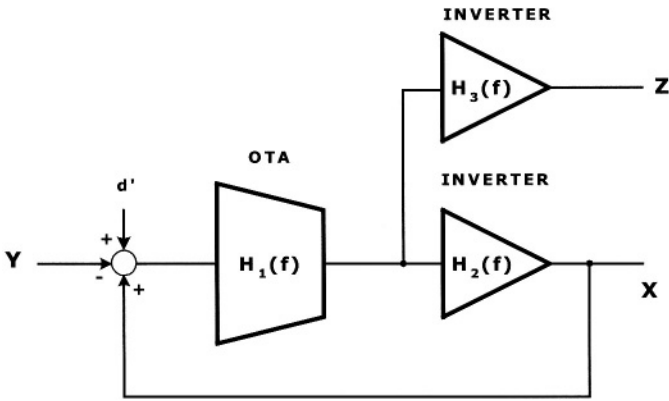 INVERTER
H3(f)
Z
OTA
INVERTER
d'
+
Y
-
+
H1(f)
H2(f)
X